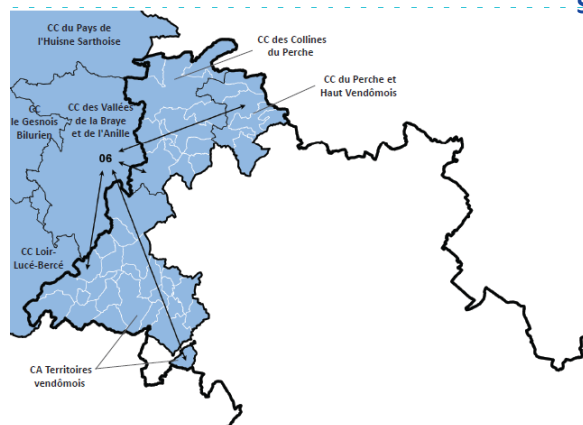 CC du Pays de
l'Huisne Sarthoise
CC des Collines
du Perche
CC du Perche et
Haut Vendômois
le Gesnois
Bilurien
CC des Vallées
de la Braye
et de l'Anille
06
CC Loir-
Lucé-Bercé
CA Territoires
vendômois